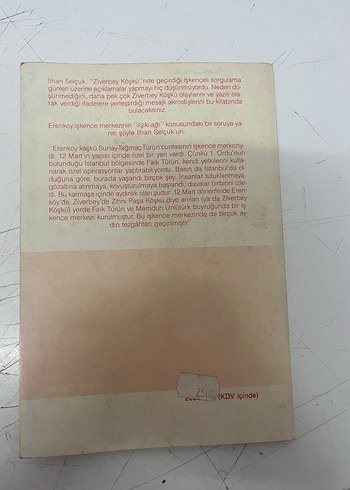 İlhan Selçuk, ''Ziverbey Köşkü''nde geçirdiği işkenceli sorgulama
günleri üzerine açıklamalar yapmayı hiç düşünmüyordu. Neden dü-
şünmediğini, daha pek çok Ziverbey Köşkü olaylarını ve yazılı ola-
rak verdiği ifadelere yerleştirdiği mesajlı akrostişlerini bu kitabında
bulacaksınız.
Erenköy işkence merkezinin ''ilişki ağı'' konusundaki bir soruya ya-
nıtı şöyle İlhan Selçuk'un:
''Erenköy köşkü Sunay-Tağmaç-Türün cuntasının işkence merkeziy-
di. 12 Mart'ın yapısı içinde özel bir yeri vardı. Çünkü 1. Ordu'nun
bulunduğu İstanbul bölgesinde Faik Türün, kendi yetkilerini kulla-
narak özel operasyonlar yaptırabiliyordu. Basın da İstanbul'da ol-
duğuna göre, burada yaşandı birçok şey. İnsanlar tutuklanmaya,
gözaltına alınmaya, kovuşturulmaya başlandı; davalar birbirini izle-
di. Bu karmaşa içinde aydınlık olan şudur: 12 Mart döneminde Eren-
köy'de, Ziverbey'de Zihni Paşa Köşkü diye anılan (ya da Ziverbey
Köşkü) yerde Faik Türün ve Memduh Ünlütürk buyruğunda bir iş-
kence merkezi kurulmuştur. Bu işkence merkezinde de birçok ay-
dın tezgâhtan geçirilmiştir''
2500
(KDV içinde)